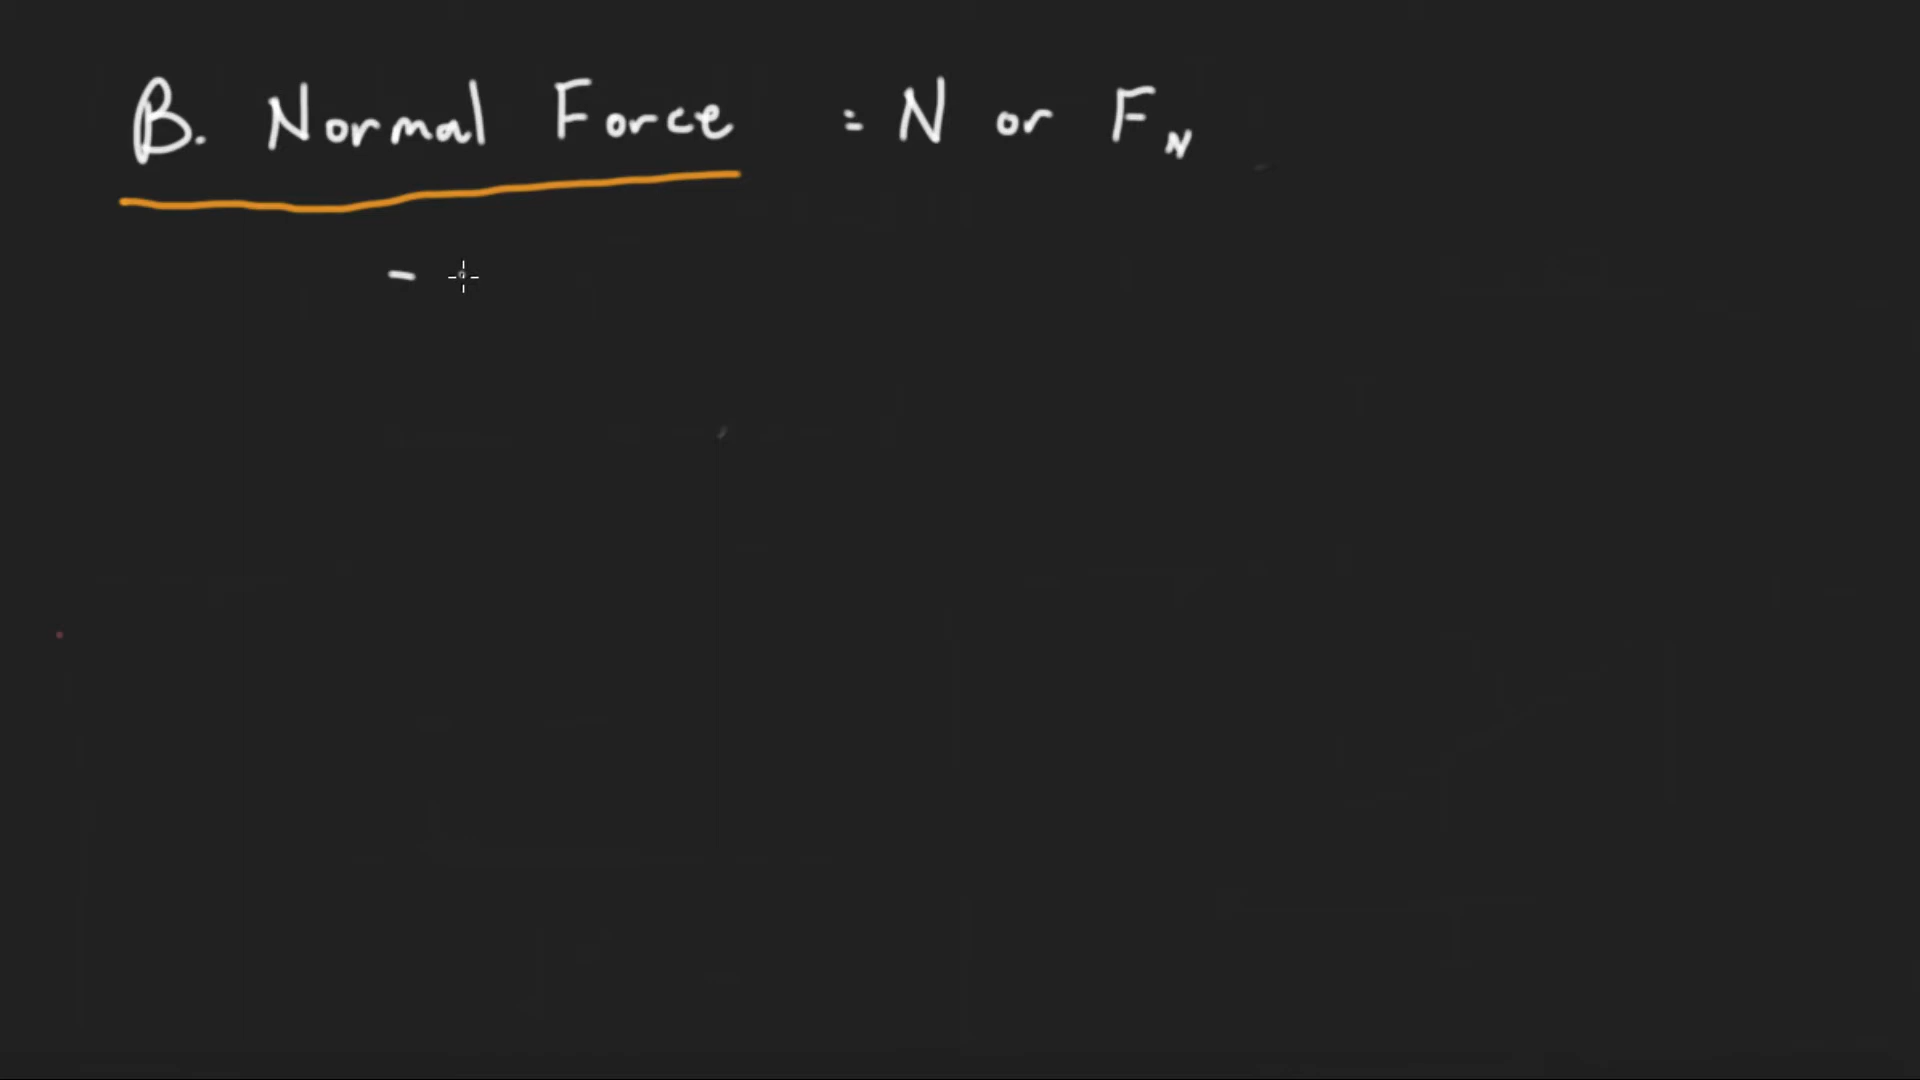 B. Normal Force = N or F_N
-